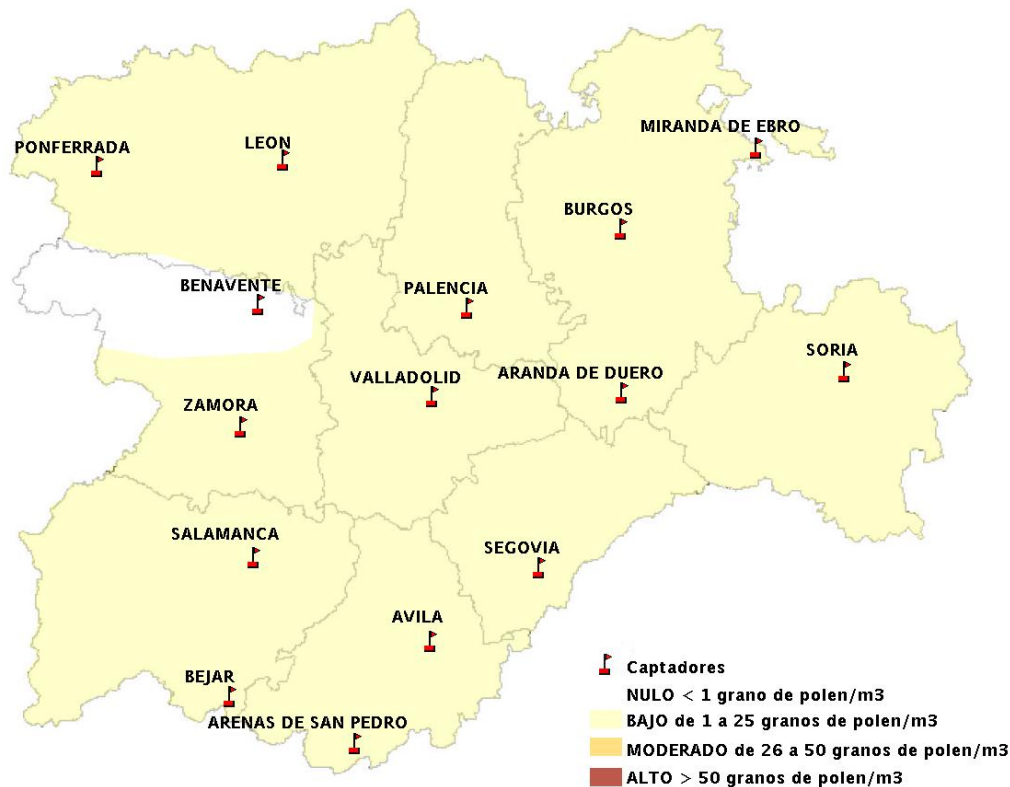 MIRANDA DE EBRO
PONFERRADA
LEON
BURGOS
BENAVENTE
PALENCIA
SORIA
VALLADOLID
ARANDA DE DUERO
ZAMORA
SALAMANCA
SEGOVIA
AVILA
BEJAR
ARENAS DE SAN PEDRO
Captadores
NULO < 1 grano de polen/m3
BAJO de 1 a 25 granos de polen/m3
MODERADO de 26 a 50 granos de polen/m3
ALTO > 50 granos de polen/m3